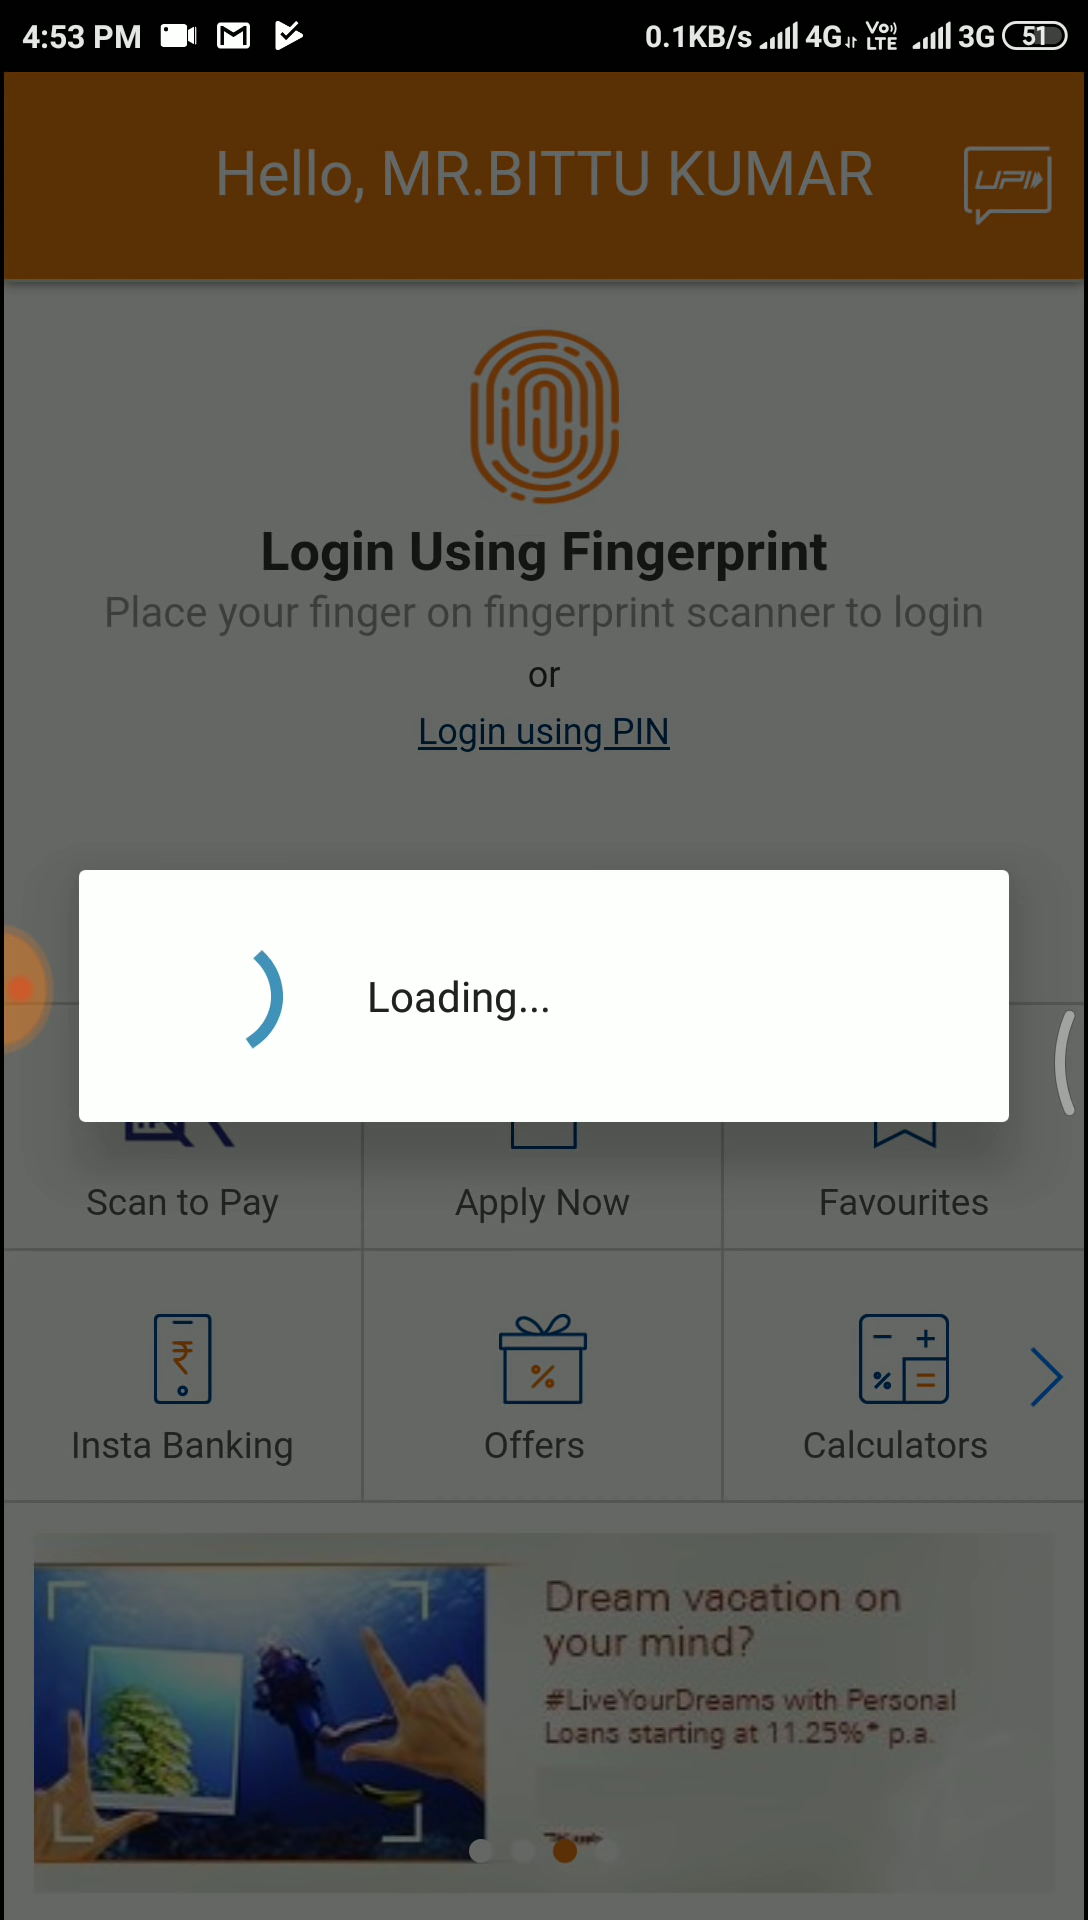 4:53 PM 0.1KB/s 4G VoLTE 3G 51
Hello, MR.BITTU KUMAR
UPI
Login Using Fingerprint
Place your finger on fingerprint scanner to login
or
Login using PIN
Loading...
Scan to Pay Apply Now Favourites
Insta Banking Offers Calculators
Dream vacation on
your mind?
#LiveYourDreams with Personal
Loans starting at 11.25%* p.a.